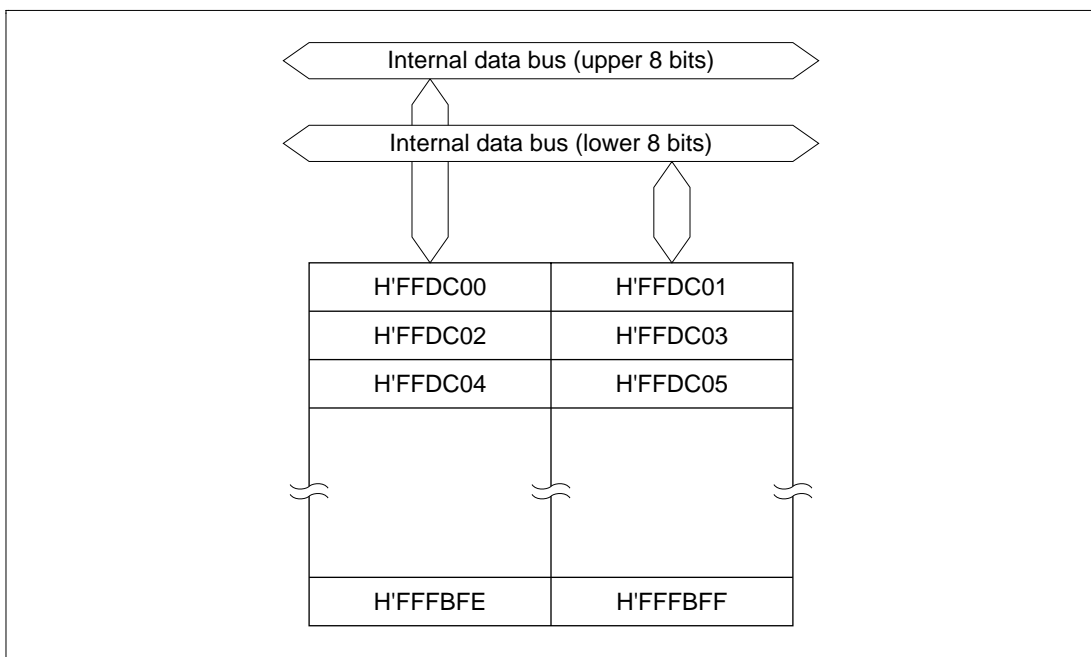 Internal data bus (upper 8 bits)
Internal data bus (lower 8 bits)
H'FFDC00 H'FFDC01
H'FFDC02 H'FFDC03
H'FFDC04 H'FFDC05
H'FFFBFE H'FFFBFF